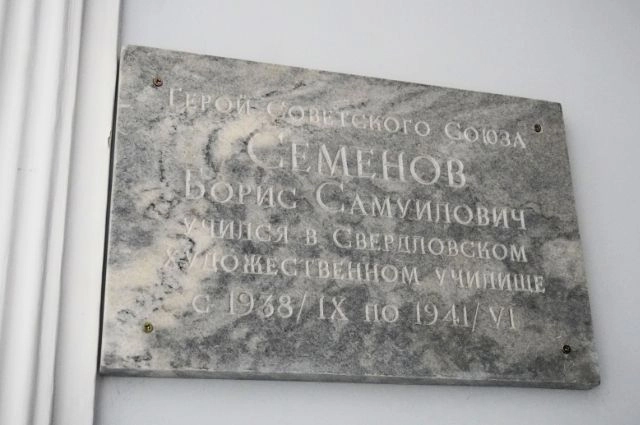 Герой Советского Союза
Семенов
Борис Самуилович
учился в Свердловском
художественном училище
с 1938/IX по 1941/VI